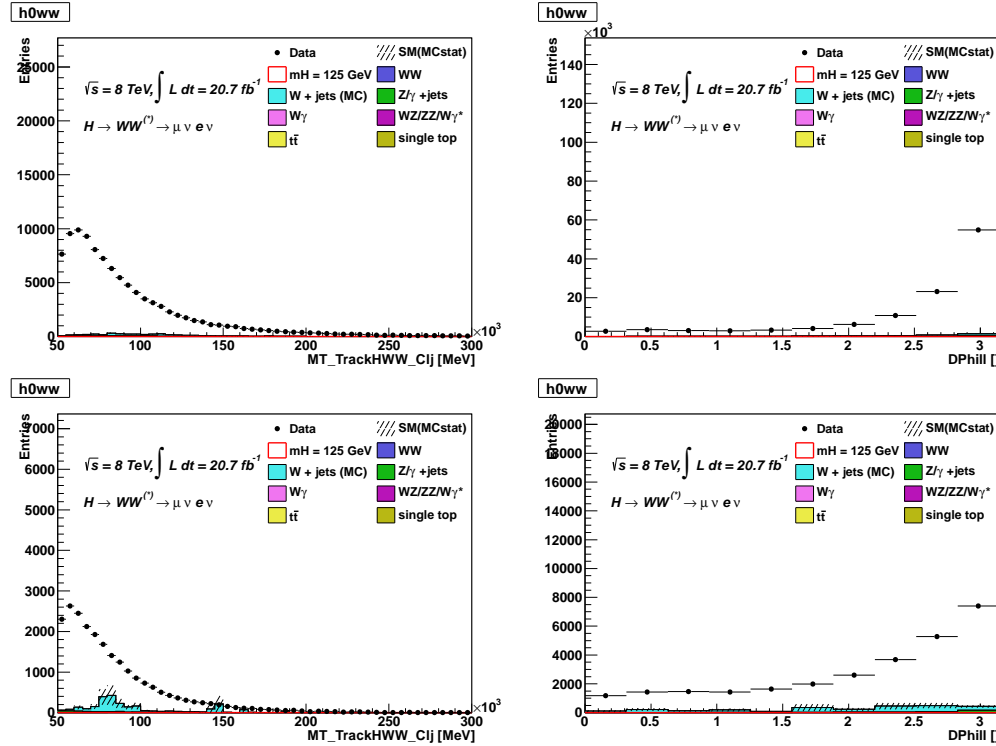 h0ww
Entries
25000
20000
15000
10000
5000
0
50 100 150 200 250 300
×10³
MT_TrackHWW_Clj [MeV]
√s = 8 TeV, ∫ L dt = 20.7 fb⁻¹
H → WW⁽*⁾ → μ ν e ν
Data
SM(MCstat)
mH = 125 GeV
WW
W + jets (MC)
Z/γ +jets
Wγ
WZ/ZZ/Wγ*
tt̄
single top
h0ww
×10³
Entries
140
120
100
80
60
40
20
0
0 0.5 1 1.5 2 2.5 3
DPhill [
√s = 8 TeV, ∫ L dt = 20.7 fb⁻¹
H → WW⁽*⁾ → μ ν e ν
Data
SM(MCstat)
mH = 125 GeV
WW
W + jets (MC)
Z/γ +jets
Wγ
WZ/ZZ/Wγ*
tt̄
single top
h0ww
Entries
7000
6000
5000
4000
3000
2000
1000
0
50 100 150 200 250 300
×10³
MT_TrackHWW_Clj [MeV]
√s = 8 TeV, ∫ L dt = 20.7 fb⁻¹
H → WW⁽*⁾ → μ ν e ν
Data
SM(MCstat)
mH = 125 GeV
WW
W + jets (MC)
Z/γ +jets
Wγ
WZ/ZZ/Wγ*
tt̄
single top
h0ww
Entries
20000
18000
16000
14000
12000
10000
8000
6000
4000
2000
0
0 0.5 1 1.5 2 2.5 3
DPhill [
√s = 8 TeV, ∫ L dt = 20.7 fb⁻¹
H → WW⁽*⁾ → μ ν e ν
Data
SM(MCstat)
mH = 125 GeV
WW
W + jets (MC)
Z/γ +jets
Wγ
WZ/ZZ/Wγ*
tt̄
single top